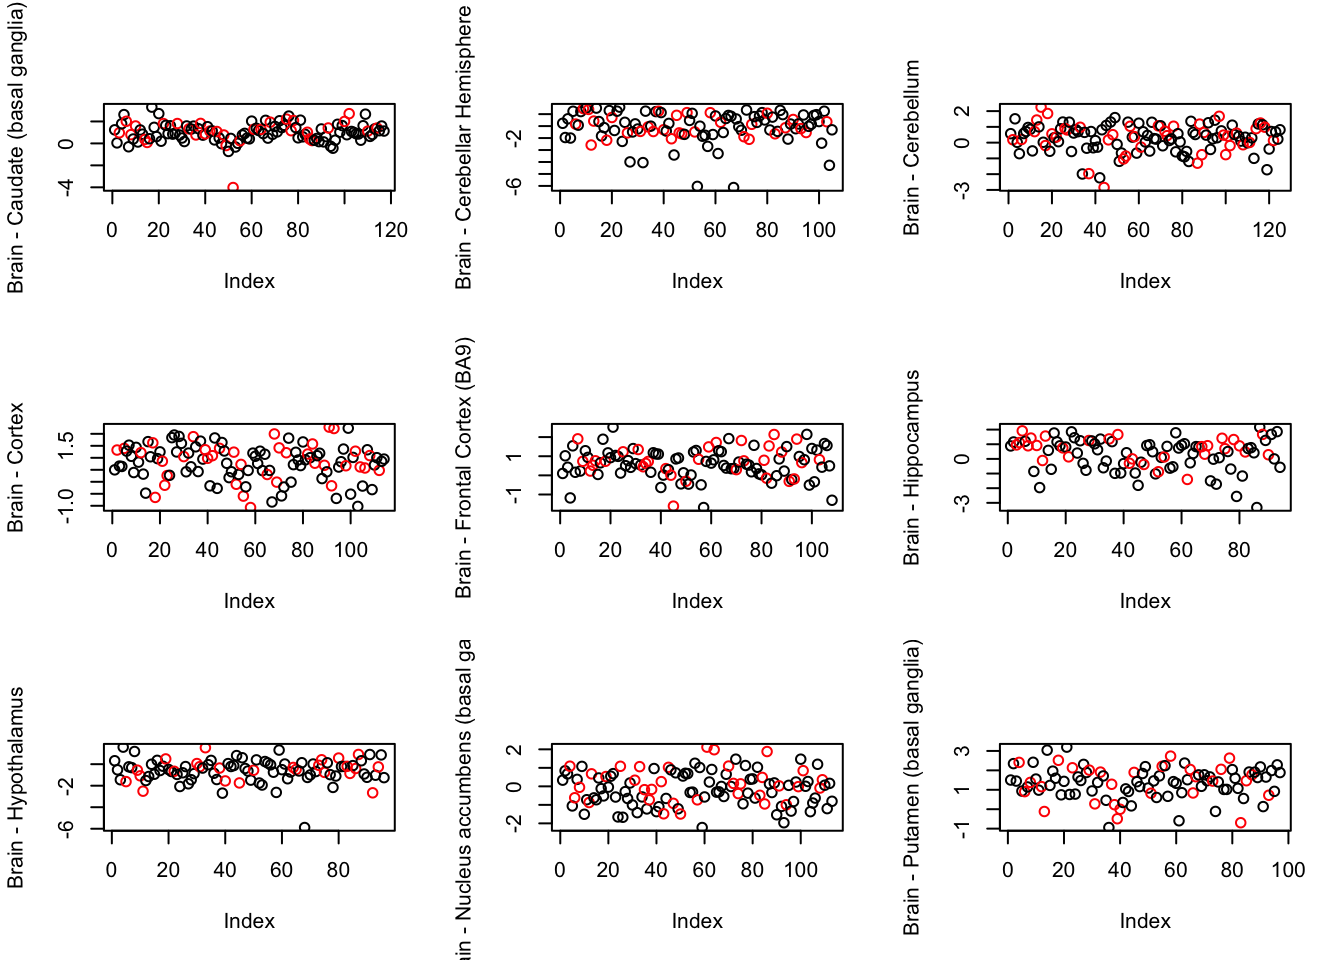 Brain - Caudate (basal ganglia)
0
-4
0 20 40 60 80 120
Index
Brain - Cerebellar Hemisphere
-2
-6
0 20 40 60 80 100
Index
Brain - Cerebellum
2
0
-3
0 20 40 60 80 120
Index
Brain - Cortex
1.5
-1.0
0 20 40 60 80 100
Index
Brain - Frontal Cortex (BA9)
1
-1
0 20 40 60 80 100
Index
Brain - Hippocampus
0
-3
0 20 40 60 80
Index
Brain - Hypothalamus
-2
-6
0 20 40 60 80
Index
ain - Nucleus accumbens (basal ga
2
0
-2
0 20 40 60 80 100
Index
Brain - Putamen (basal ganglia)
3
1
-1
0 20 40 60 80 100
Index